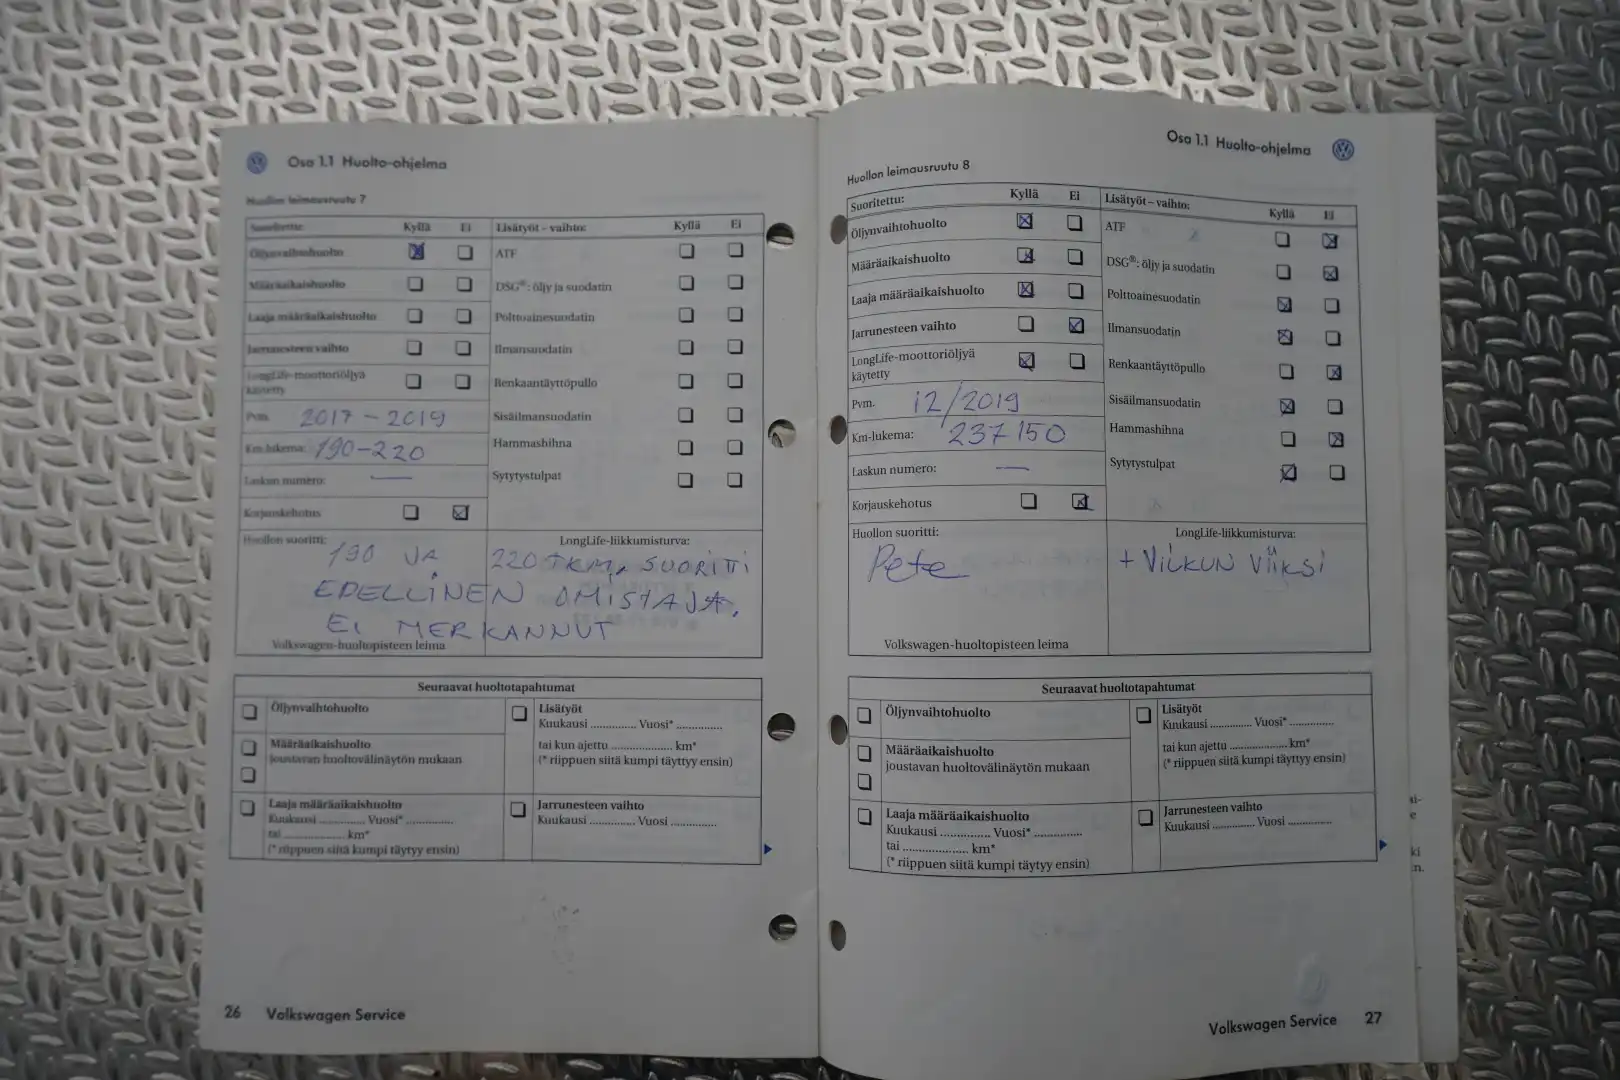 Osa 1.1 Huolto-ohjelma
Huollon leimausruutu 7
Suoritettu: Kyllä Ei Lisätyöt – vaihto: Kyllä Ei
Öljynvaihtohuolto ATF
Määräaikaishuolto DSG®: öljy ja suodatin
Laaja määräaikaishuolto Polttoainesuodatin
Jarrunesteen vaihto Ilmansuodatin
LongLife-moottoriöljyä
käytetty Renkaantäyttöpullo
Pvm. 2017 – 2019 Sisäilmansuodatin
Km-lukema: 190-220 Hammashihna
Laskun numero: — Sytytystulpat
Korjauskehotus
Huollon suoritti: LongLife-liikkumisturva:
190 JA 220 TKM, SUORITTI
EDELLINEN OMISTAJA,
EI MERKANNUT
Volkswagen-huoltopisteen leima
Seuraavat huoltotapahtumat
Öljynvaihtohuolto
Määräaikaishuolto
joustavan huoltovälinäytön mukaan
Laaja määräaikaishuolto
Kuukausi .............. Vuosi* ..............
tai .................... km*
(* riippuen siitä kumpi täytyy ensin)
Lisätyöt
Kuukausi .............. Vuosi* ..............
tai kun ajettu .................... km*
(* riippuen siitä kumpi täyttyy ensin)
Jarrunesteen vaihto
Kuukausi .............. Vuosi ..............
26 Volkswagen Service
Osa 1.1 Huolto-ohjelma
Huollon leimausruutu 8
Suoritettu: Kyllä Ei Lisätyöt – vaihto: Kyllä Ei
Öljynvaihtohuolto ATF
Määräaikaishuolto DSG®: öljy ja suodatin
Laaja määräaikaishuolto Polttoainesuodatin
Jarrunesteen vaihto Ilmansuodatin
LongLife-moottoriöljyä
käytetty Renkaantäyttöpullo
Pvm. 12/2019 Sisäilmansuodatin
Km-lukema: 237 150 Hammashihna
Laskun numero: — Sytytystulpat
Korjauskehotus
Huollon suoritti: LongLife-liikkumisturva:
Pete + VILKUN VIIKSI
Volkswagen-huoltopisteen leima
Seuraavat huoltotapahtumat
Öljynvaihtohuolto
Määräaikaishuolto
joustavan huoltovälinäytön mukaan
Laaja määräaikaishuolto
Kuukausi .............. Vuosi* ..............
tai .................... km*
(* riippuen siitä kumpi täytyy ensin)
Lisätyöt
Kuukausi .............. Vuosi* ..............
tai kun ajettu .................... km*
(* riippuen siitä kumpi täyttyy ensin)
Jarrunesteen vaihto
Kuukausi .............. Vuosi ..............
Volkswagen Service 27